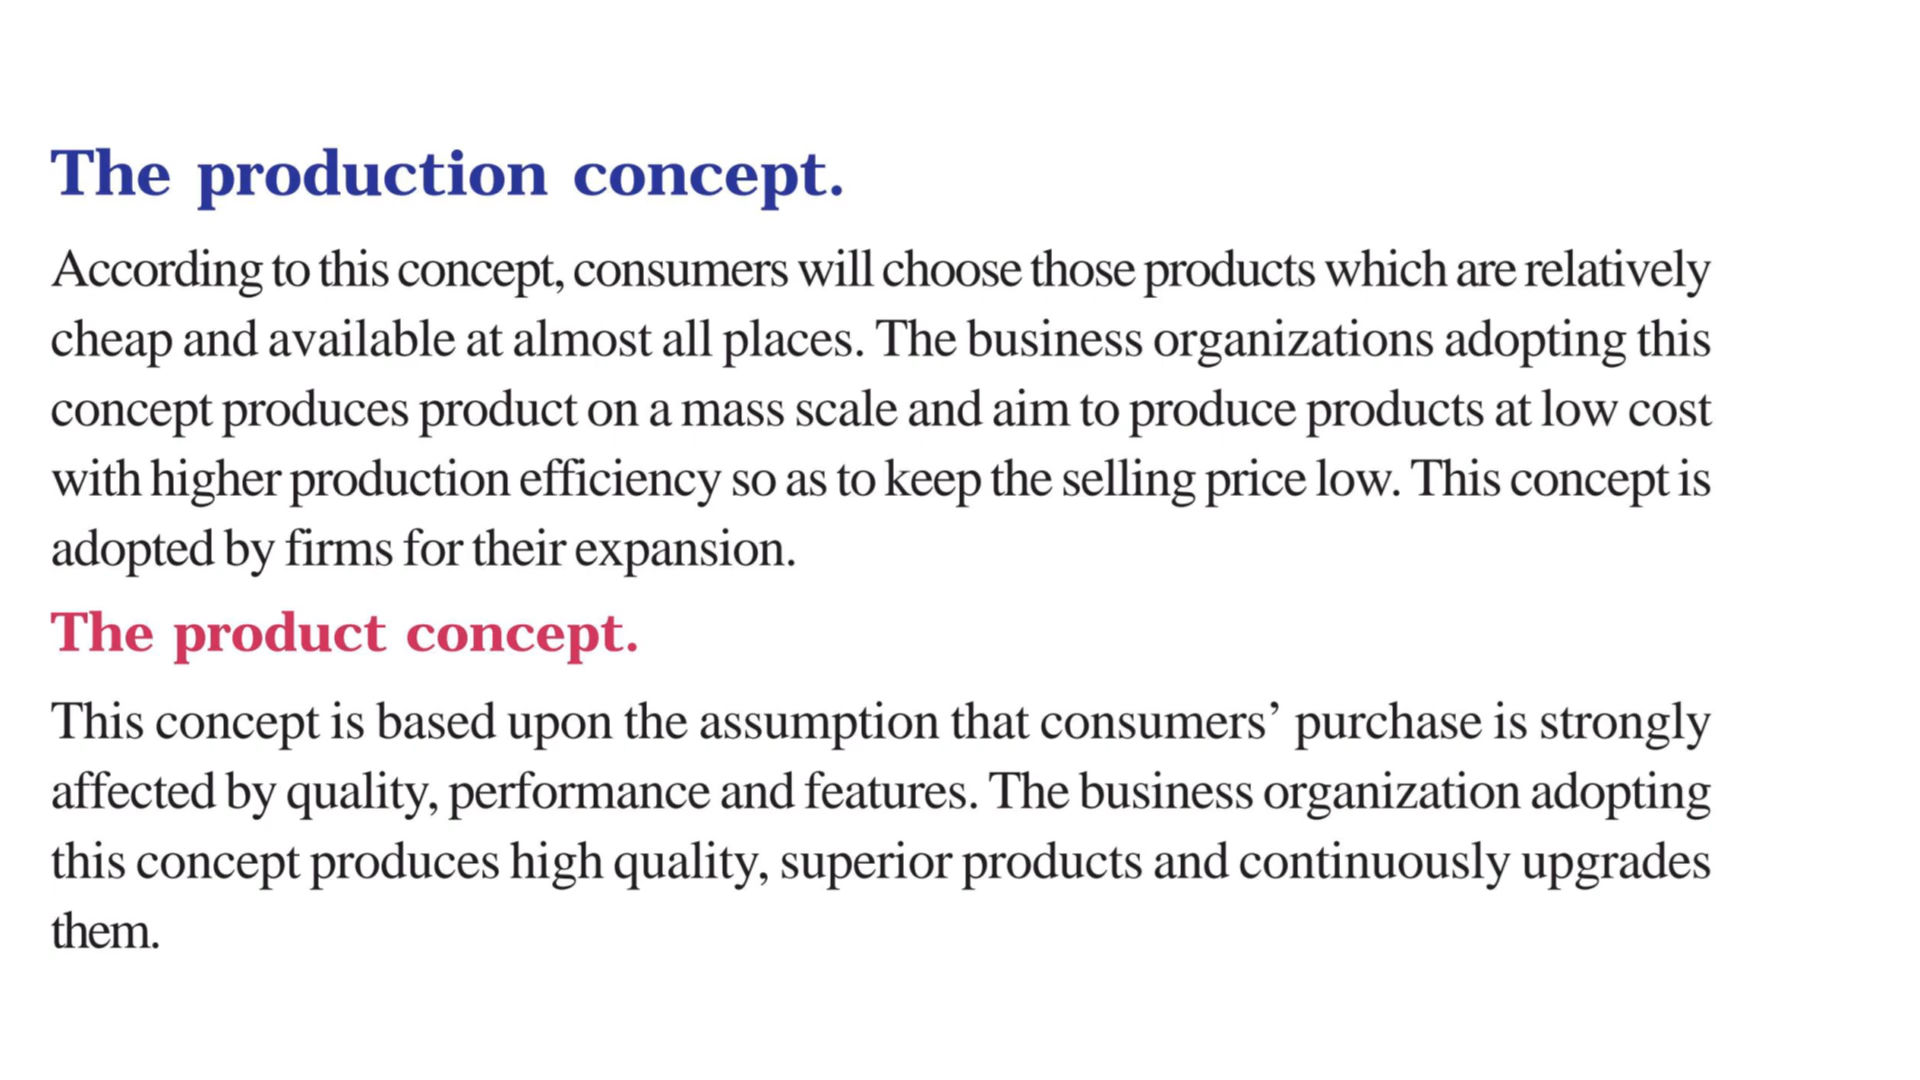 The production concept.
According to this concept, consumers will choose those products which are relatively
cheap and available at almost all places. The business organizations adopting this
concept produces product on a mass scale and aim to produce products at low cost
with higher production efficiency so as to keep the selling price low. This concept is
adopted by firms for their expansion.
The product concept.
This concept is based upon the assumption that consumers’ purchase is strongly
affected by quality, performance and features. The business organization adopting
this concept produces high quality, superior products and continuously upgrades
them.